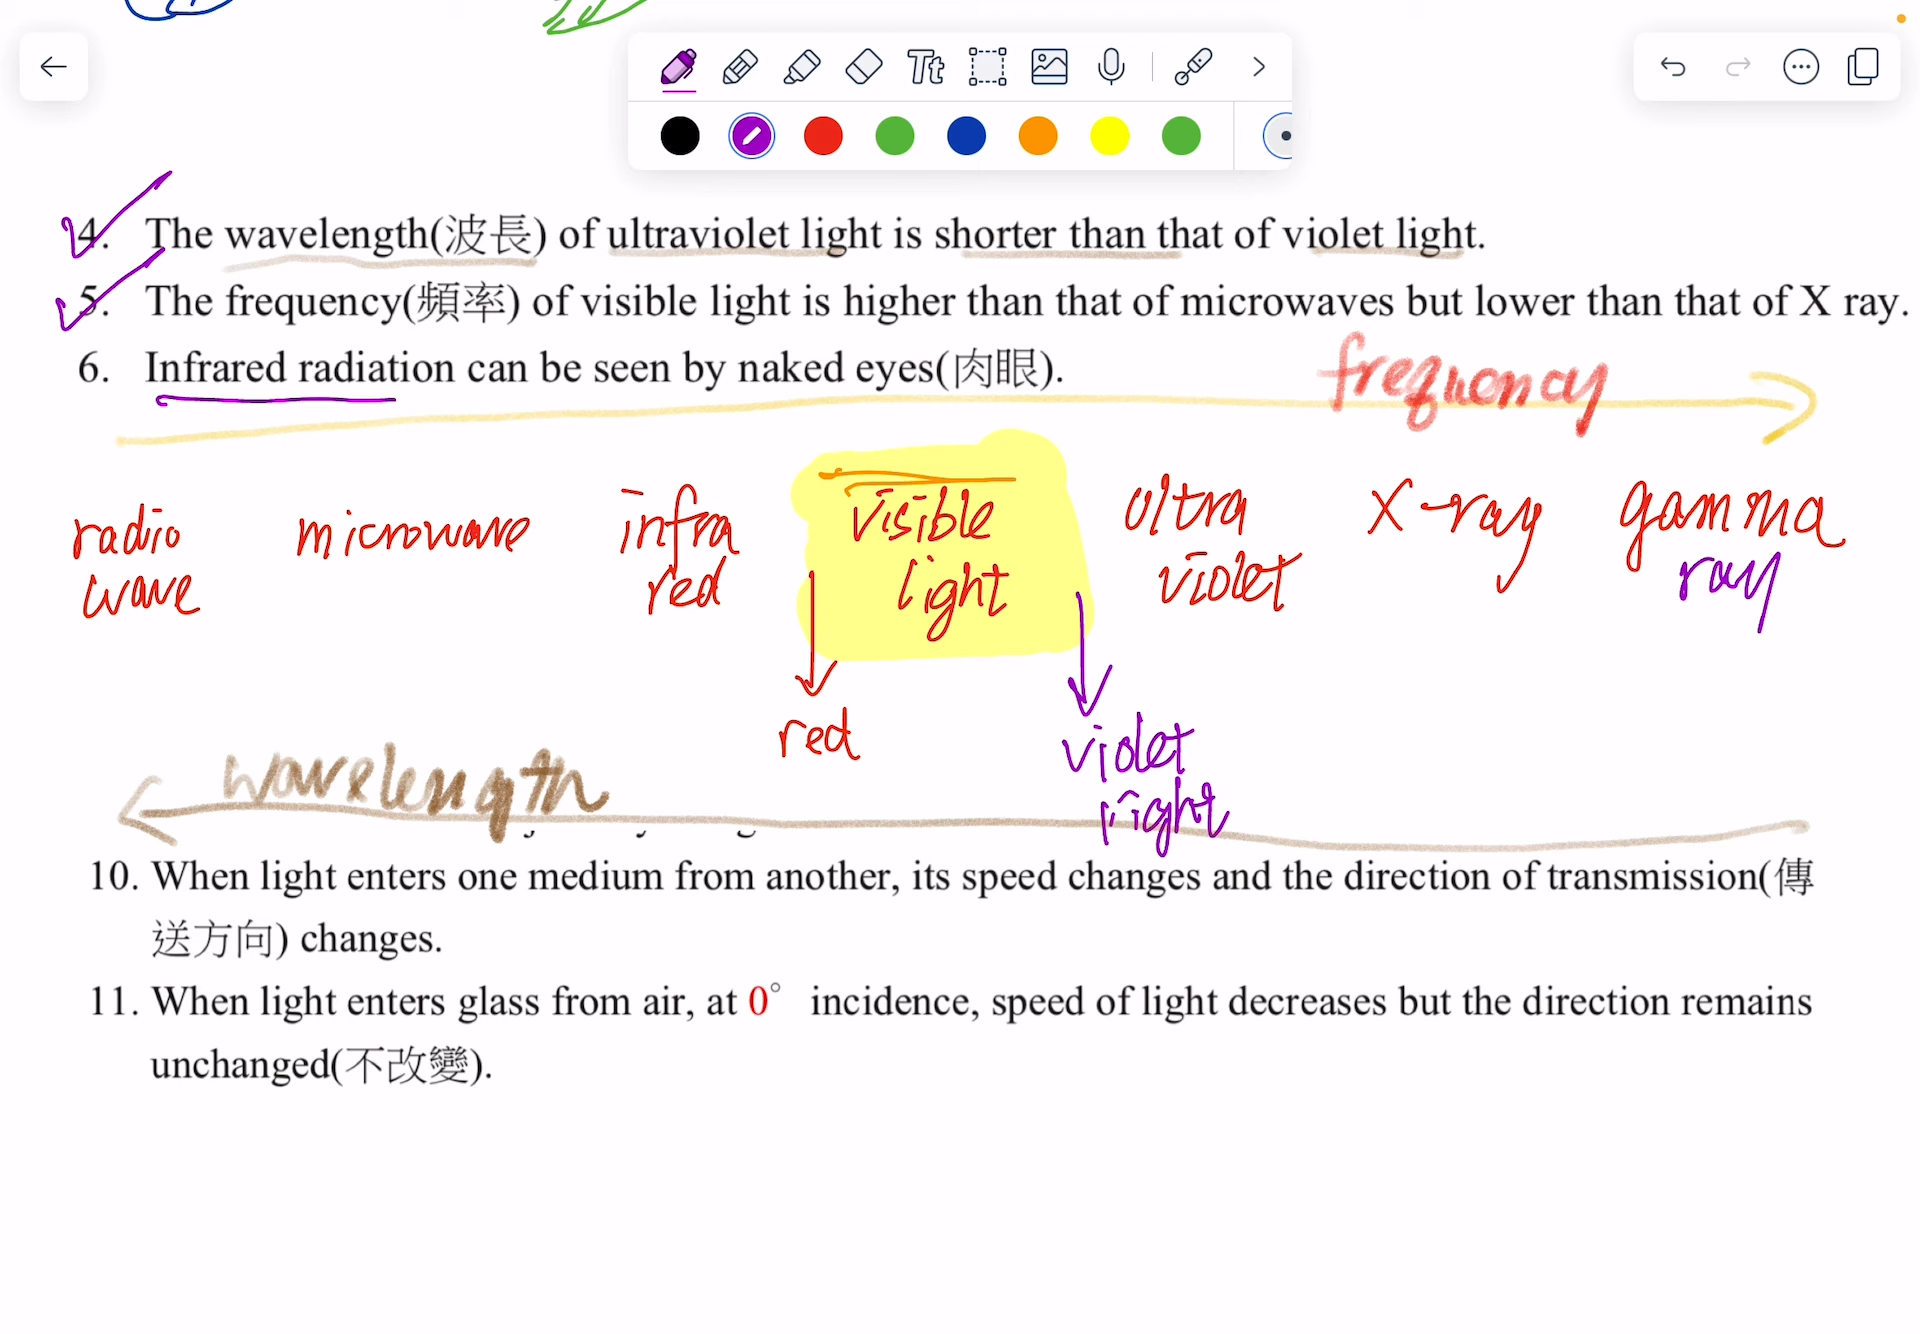 Tt
4. The wavelength(波長) of ultraviolet light is shorter than that of violet light.
5. The frequency(頻率) of visible light is higher than that of microwaves but lower than that of X ray.
6. Infrared radiation can be seen by naked eyes(肉眼).
frequency
radio
wave
microwave
infra
red
visible
light
ultra
violet
X-ray
gamma
ray
red
violet
light
wavelength
10. When light enters one medium from another, its speed changes and the direction of transmission(傳
送方向) changes.
11. When light enters glass from air, at 0° incidence, speed of light decreases but the direction remains
unchanged(不改變).